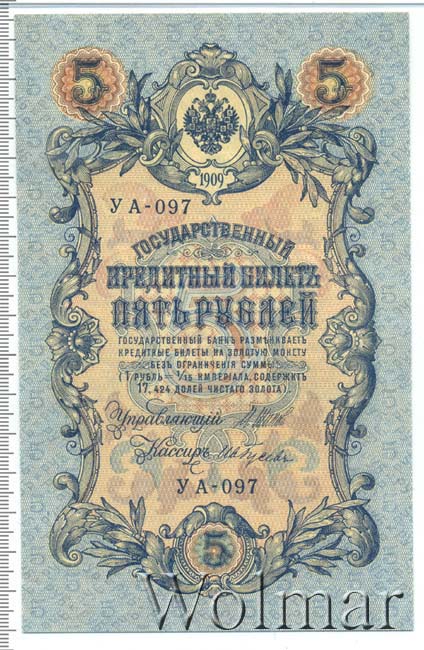 5 5
1909
УА-097
ГОСУДАРСТВЕННЫЙ
КРЕДИТНЫЙ БИЛЕТЪ
ПЯТЬ РУБЛЕЙ
ГОСУДАРСТВЕННЫЙ БАНКЪ РАЗМѢНИВАЕТЪ
КРЕДИТНЫЕ БИЛЕТЫ НА ЗОЛОТУЮ МОНЕТУ
БЕЗЪ ОГРАНИЧЕНІЯ СУММЫ
(1 РУБЛЬ = 1/15 ИМПЕРІАЛА, СОДЕРЖИТЪ
17,424 ДОЛЕЙ ЧИСТАГО ЗОЛОТА).
Управляющій
Кассиръ
УА-097
5
Wolmar